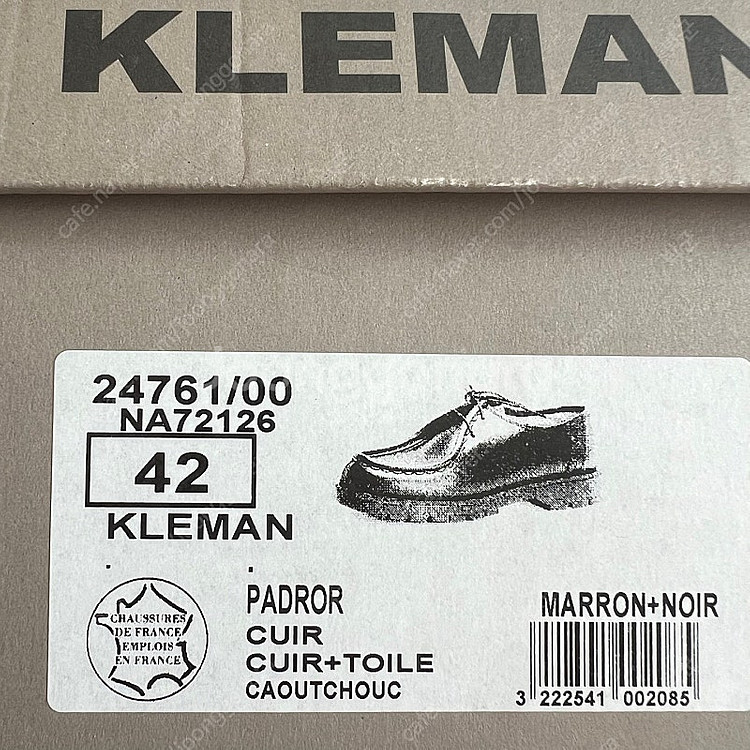 KLEMAN
24761/00
NA72126
42
KLEMAN
CHAUSSURES
DE FRANCE
EMPLOIS
EN FRANCE
PADROR
CUIR
CUIR+TOILE
CAOUTCHOUC
MARRON+NOIR
3 222541 002085